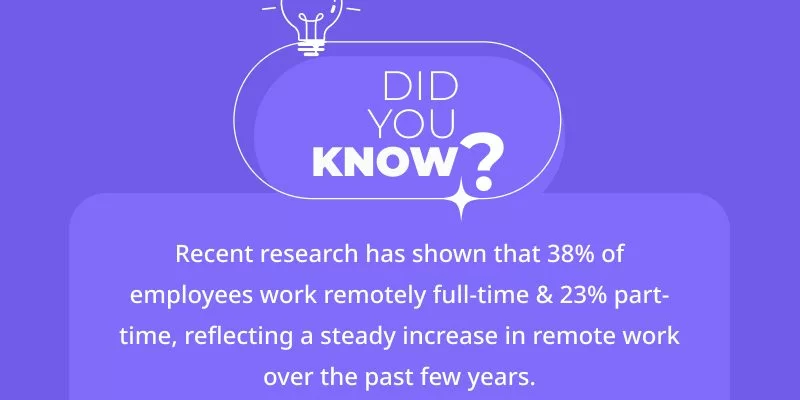 DID
YOU
KNOW?
Recent research has shown that 38% of
employees work remotely full-time & 23% part-
time, reflecting a steady increase in remote work
over the past few years.